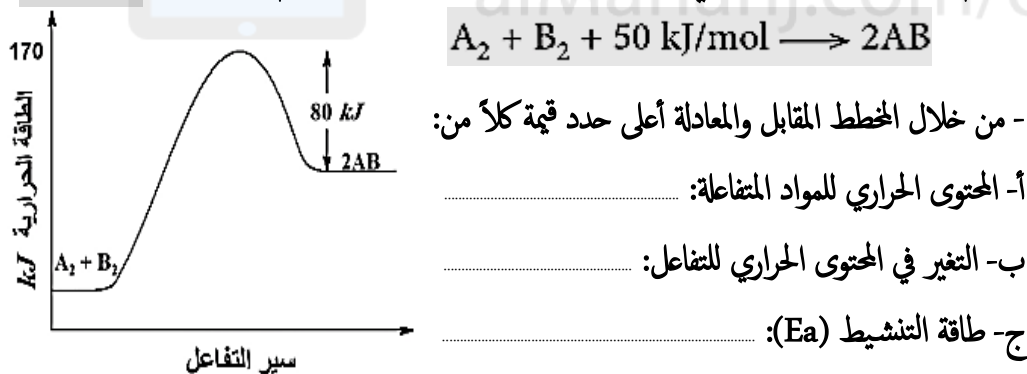 almanahj.com/
A₂ + B₂ + 50 kJ/mol ⟶ 2AB
- من خلال المخطط المقابل والمعادلة أعلى حدد قيمة كلاً من:
أ- المحتوى الحراري للمواد المتفاعلة:
ب- التغير في المحتوى الحراري للتفاعل:
ج- طاقة التنشيط (Ea):
170
الطاقة الحرارية kJ
80 kJ
2AB
A₂ + B₂
سير التفاعل